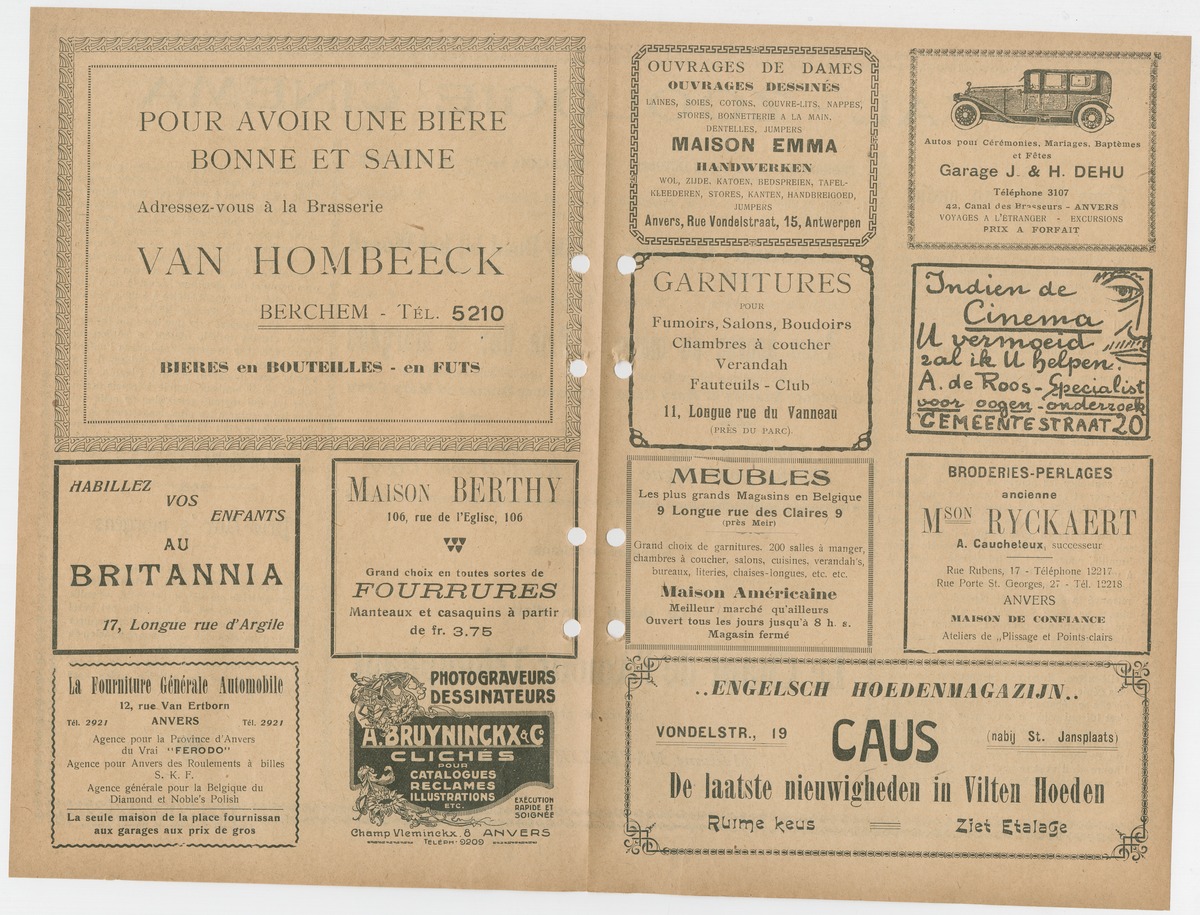 POUR AVOIR UNE BIÈRE
BONNE ET SAINE
Adressez-vous à la Brasserie
VAN HOMBEECK
BERCHEM - TÉL. 5210
BIERES en BOUTEILLES - en FUTS
HABILLEZ
VOS
ENFANTS
AU
BRITANNIA
17, Longue rue d'Argile
MAISON BERTHY
106, rue de l'Eglise, 106
Grand choix en toutes sortes de
FOURRURES
Manteaux et casaquins à partir
de fr. 3.75
La Fourniture Générale Automobile
12, rue Van Ertborn
Tél. 2921 ANVERS Tél. 2921
Agence pour la Province d'Anvers
du Vrai "FERODO"
Agence pour Anvers des Roulements à billes
S. K. F.
Agence générale pour la Belgique du
Diamond et Noble's Polish
La seule maison de la place fournissan
aux garages aux prix de gros
PHOTOGRAVEURS
DESSINATEURS
A. BRUYNINCKX & Co
CLICHÉS
POUR
CATALOGUES
RÉCLAMES
ILLUSTRATIONS
ETC.
EXÉCUTION
RAPIDE ET
SOIGNÉE
Champ Vleminckx, 8 ANVERS
TÉLÉPH. 9209
OUVRAGES DE DAMES
OUVRAGES DESSINÉS
LAINES, SOIES, COTONS, COUVRE-LITS, NAPPES,
STORES, BONNETTERIE A LA MAIN,
DENTELLES, JUMPERS
MAISON EMMA
HANDWERKEN
WOL, ZIJDE, KATOEN, BEDSPREIEN, TAFEL-
KLEEDEREN, STORES, KANTEN, HANDBREIGOED,
JUMPERS
Anvers, Rue Vondelstraat, 15, Antwerpen
Autos pour Cérémonies, Mariages, Baptèmes
et Fêtes
Garage J. & H. DEHU
Téléphone 3107
42, Canal des Brasseurs - ANVERS
VOYAGES A L'ETRANGER - EXCURSIONS
PRIX A FORFAIT
GARNITURES
POUR
Fumoirs, Salons, Boudoirs
Chambres à coucher
Verandah
Fauteuils - Club
11, Longue rue du Vanneau
(PRÈS DU PARC).
Indien de
Cinema
U vermoeid
zal ik U helpen.
A. de Roos - Specialist
voor oogen - onderzoek
GEMEENTESTRAAT 20
MEUBLES
Les plus grands Magasins en Belgique
9 Longue rue des Claires 9
(près Meir)
Grand choix de garnitures. 200 salles à manger,
chambres à coucher, salons, cuisines, verandah's,
bureaux, literies, chaises-longues, etc. etc.
Maison Américaine
Meilleur marché qu'ailleurs
Ouvert tous les jours jusqu'à 8 h. s.
Magasin fermé
BRODERIES-PERLAGES
ancienne
MSON RYCKAERT
A. Caucheteux, successeur
Rue Rubens, 17 - Téléphone 12217
Rue Porte St. Georges, 27 - Tél. 12218
ANVERS
MAISON DE CONFIANCE
Ateliers de „Plissage et Points-clairs
..ENGELSCH HOEDENMAGAZIJN..
VONDELSTR., 19 CAUS (nabij St. Jansplaats)
De laatste nieuwigheden in Vilten Hoeden
Ruime keus Ziet Etalage